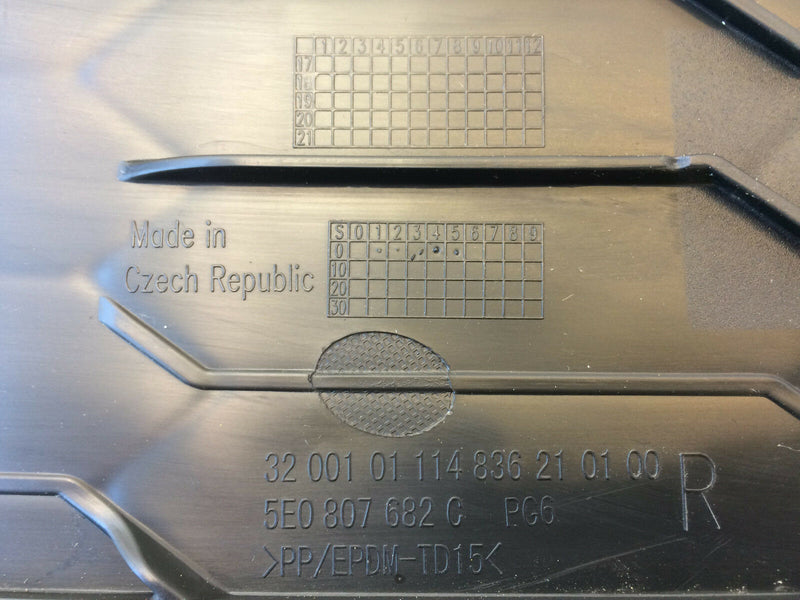 1 2 3 4 5 6 7 8 9 10 11 12
17
18
19
20
21
Made in
Czech Republic
S 0 1 2 3 4 5 6 7 8 9
0
10
20
30
32 001 01 114 836 21 01 00
5E0 807 682 C PG6
>PP/EPDM-TD15<
R